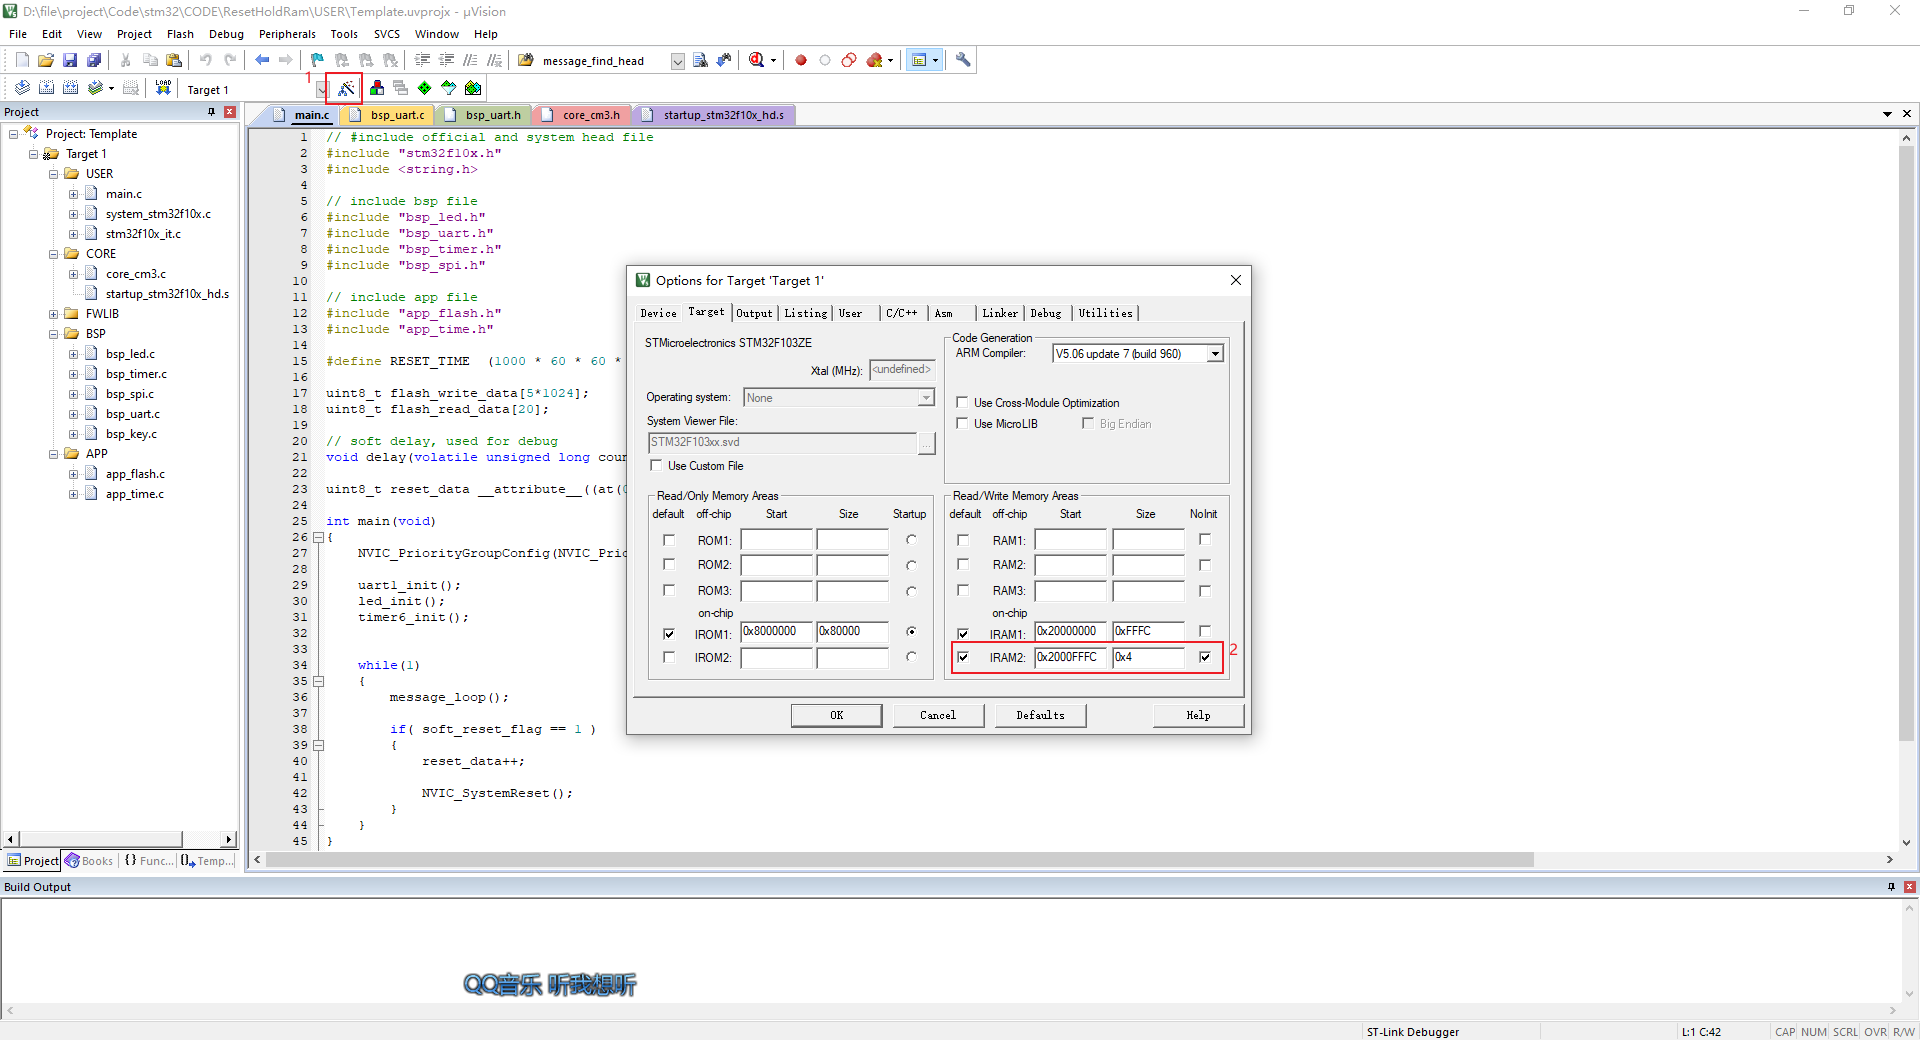 D:\file\project\Code\stm32\CODE\ResetHoldRam\USER\Template.uvprojx - µVision
File Edit View Project Flash Debug Peripherals Tools SVCS Window Help
message_find_head
1
LOAD
Target 1
Project
main.c bsp_uart.c bsp_uart.h core_cm3.h startup_stm32f10x_hd.s
Project: Template
Target 1
USER
main.c
system_stm32f10x.c
stm32f10x_it.c
CORE
core_cm3.c
startup_stm32f10x_hd.s
FWLIB
BSP
bsp_led.c
bsp_timer.c
bsp_spi.c
bsp_uart.c
bsp_key.c
APP
app_flash.c
app_time.c
Project Books {} Func... Temp...
1 // #include official and system head file
2 #include "stm32f10x.h"
3 #include <string.h>
4
5 // include bsp file
6 #include "bsp_led.h"
7 #include "bsp_uart.h"
8 #include "bsp_timer.h"
9 #include "bsp_spi.h"
10
11 // include app file
12 #include "app_flash.h"
13 #include "app_time.h"
14
15 #define RESET_TIME (1000 * 60 * 60 *
16
17 uint8_t flash_write_data[5*1024];
18 uint8_t flash_read_data[20];
19
20 // soft delay, used for debug
21 void delay(volatile unsigned long coun
22
23 uint8_t reset_data __attribute__((at(0
24
25 int main(void)
26 {
27 NVIC_PriorityGroupConfig(NVIC_Prio
28
29 uart1_init();
30 led_init();
31 timer6_init();
32
33
34 while(1)
35 {
36 message_loop();
37
38 if( soft_reset_flag == 1 )
39 {
40 reset_data++;
41
42 NVIC_SystemReset();
43 }
44 }
45 }
Options for Target 'Target 1'
Device Target Output Listing User C/C++ Asm Linker Debug Utilities
STMicroelectronics STM32F103ZE
Xtal (MHz): <undefined>
Operating system: None
System Viewer File:
STM32F103xx.svd ...
Use Custom File
Code Generation
ARM Compiler: V5.06 update 7 (build 960)
Use Cross-Module Optimization
Use MicroLIB Big Endian
Read/Only Memory Areas
default off-chip Start Size Startup
ROM1:
ROM2:
ROM3:
on-chip
IROM1: 0x8000000 0x80000
IROM2:
Read/Write Memory Areas
default off-chip Start Size NoInit
RAM1:
RAM2:
RAM3:
on-chip
IRAM1: 0x20000000 0xFFFC
IRAM2: 0x2000FFFC 0x4
2
OK Cancel Defaults Help
Build Output
QQ音乐 听我想听
ST-Link Debugger L:1 C:42 CAP NUM SCRL OVR R/W